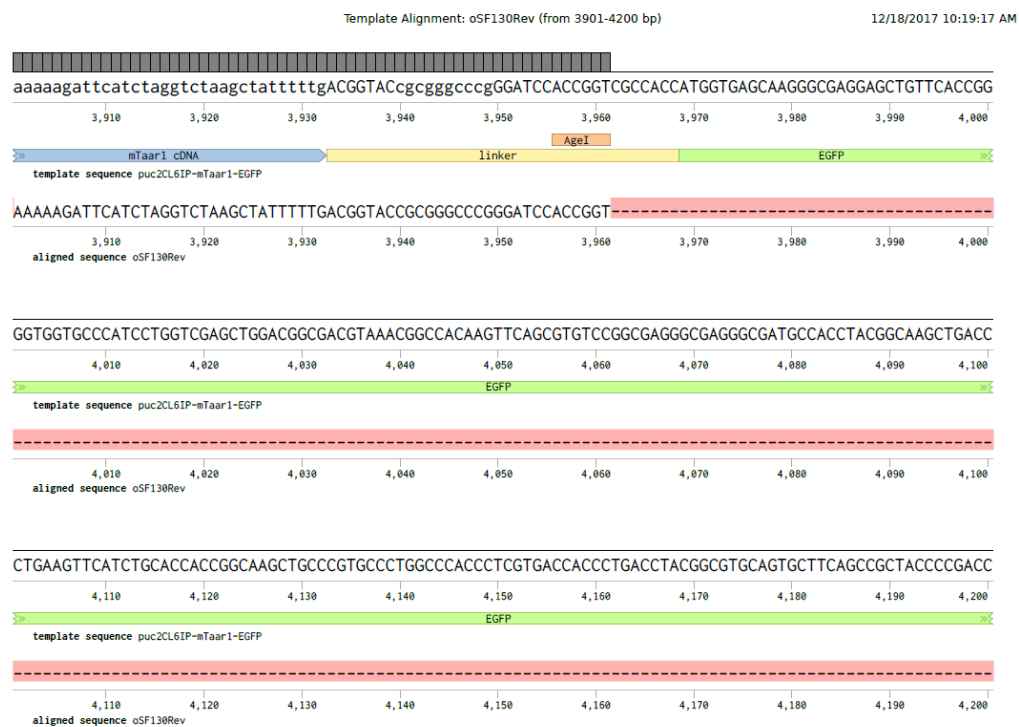 Template Alignment: oSF130Rev (from 3901-4200 bp) 12/18/2017 10:19:17 AM
aaaaagattcatctaggtctaagctatttttgACGGTACCgcgggcccgGGATCCACCGGTCGCCACCATGGTGAGCAAGGGCGAGGAGCTGTTCACCGG
3,910 3,920 3,930 3,940 3,950 3,960 3,970 3,980 3,990 4,000
AgeI
mTaar1 cDNA linker EGFP
template sequence puc2CL6IP-mTaar1-EGFP
AAAAAGATTCATCTAGGTCTAAGCTATTTTTGACGGTACCGCGGGCCCGGGATCCACCGGT---------------------------------------
3,910 3,920 3,930 3,940 3,950 3,960 3,970 3,980 3,990 4,000
aligned sequence oSF130Rev
GGTGGTGCCCATCCTGGTCGAGCTGGACGGCGACGTAAACGGCCACAAGTTCAGCGTGTCCGGCGAGGGCGAGGGCGATGCCACCTACGGCAAGCTGACC
4,010 4,020 4,030 4,040 4,050 4,060 4,070 4,080 4,090 4,100
EGFP
template sequence puc2CL6IP-mTaar1-EGFP
----------------------------------------------------------------------------------------------------
4,010 4,020 4,030 4,040 4,050 4,060 4,070 4,080 4,090 4,100
aligned sequence oSF130Rev
CTGAAGTTCATCTGCACCACCGGCAAGCTGCCCGTGCCCTGGCCCACCCTCGTGACCACCCTGACCTACGGCGTGCAGTGCTTCAGCCGCTACCCCGACC
4,110 4,120 4,130 4,140 4,150 4,160 4,170 4,180 4,190 4,200
EGFP
template sequence puc2CL6IP-mTaar1-EGFP
----------------------------------------------------------------------------------------------------
4,110 4,120 4,130 4,140 4,150 4,160 4,170 4,180 4,190 4,200
aligned sequence oSF130Rev